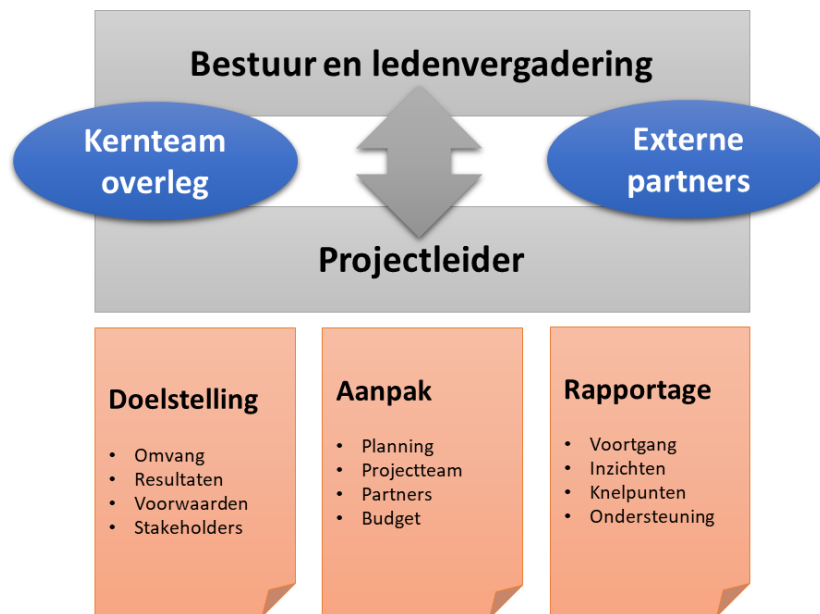 Bestuur en ledenvergadering
Kernteam
overleg
Externe
partners
Projectleider
Doelstelling
• Omvang
• Resultaten
• Voorwaarden
• Stakeholders
Aanpak
• Planning
• Projectteam
• Partners
• Budget
Rapportage
• Voortgang
• Inzichten
• Knelpunten
• Ondersteuning